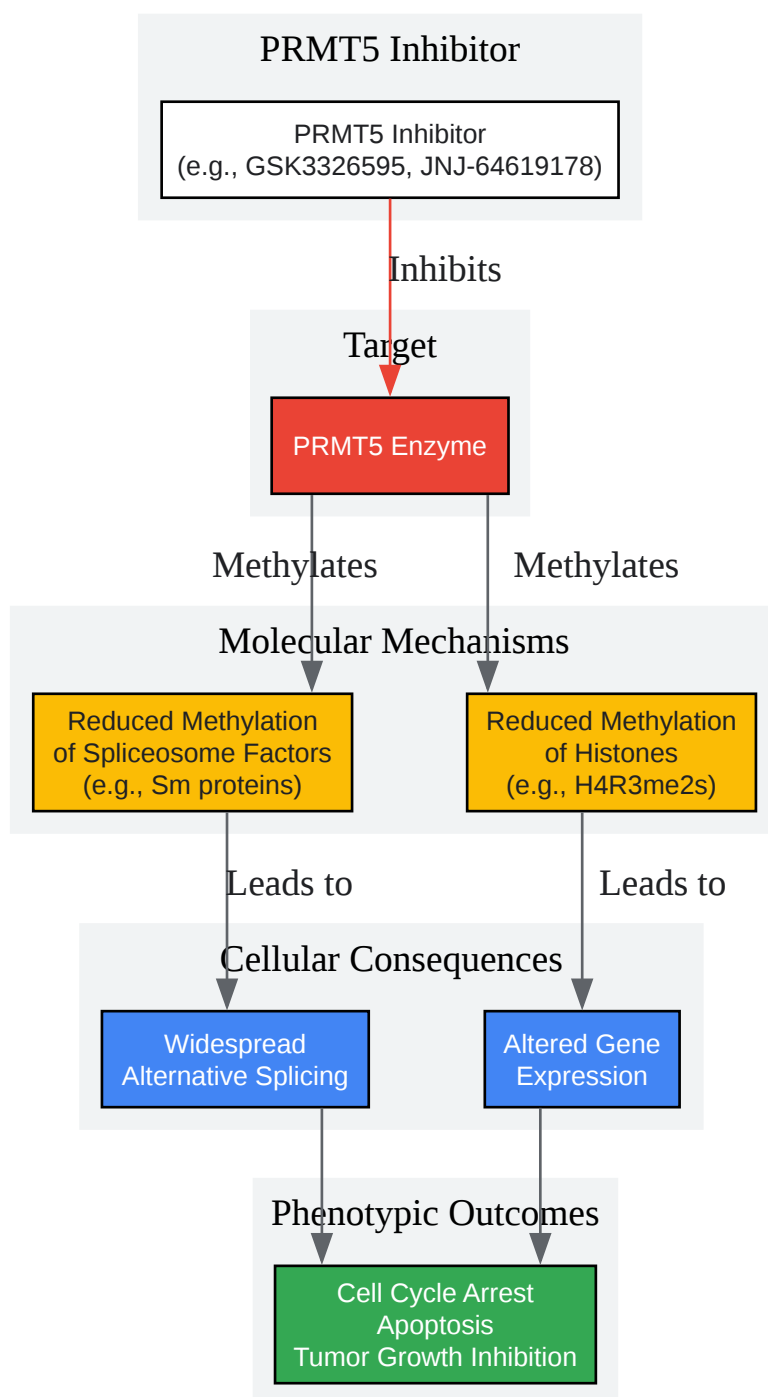 PRMT5 Inhibitor
PRMT5 Inhibitor
(e.g., GSK3326595, JNJ-64619178)
Inhibits
Target
PRMT5 Enzyme
Methylates
Methylates
Molecular Mechanisms
Reduced Methylation
of Spliceosome Factors
(e.g., Sm proteins)
Reduced Methylation
of Histones
(e.g., H4R3me2s)
Leads to
Leads to
Cellular Consequences
Widespread
Alternative Splicing
Altered Gene
Expression
Phenotypic Outcomes
Cell Cycle Arrest
Apoptosis
Tumor Growth Inhibition